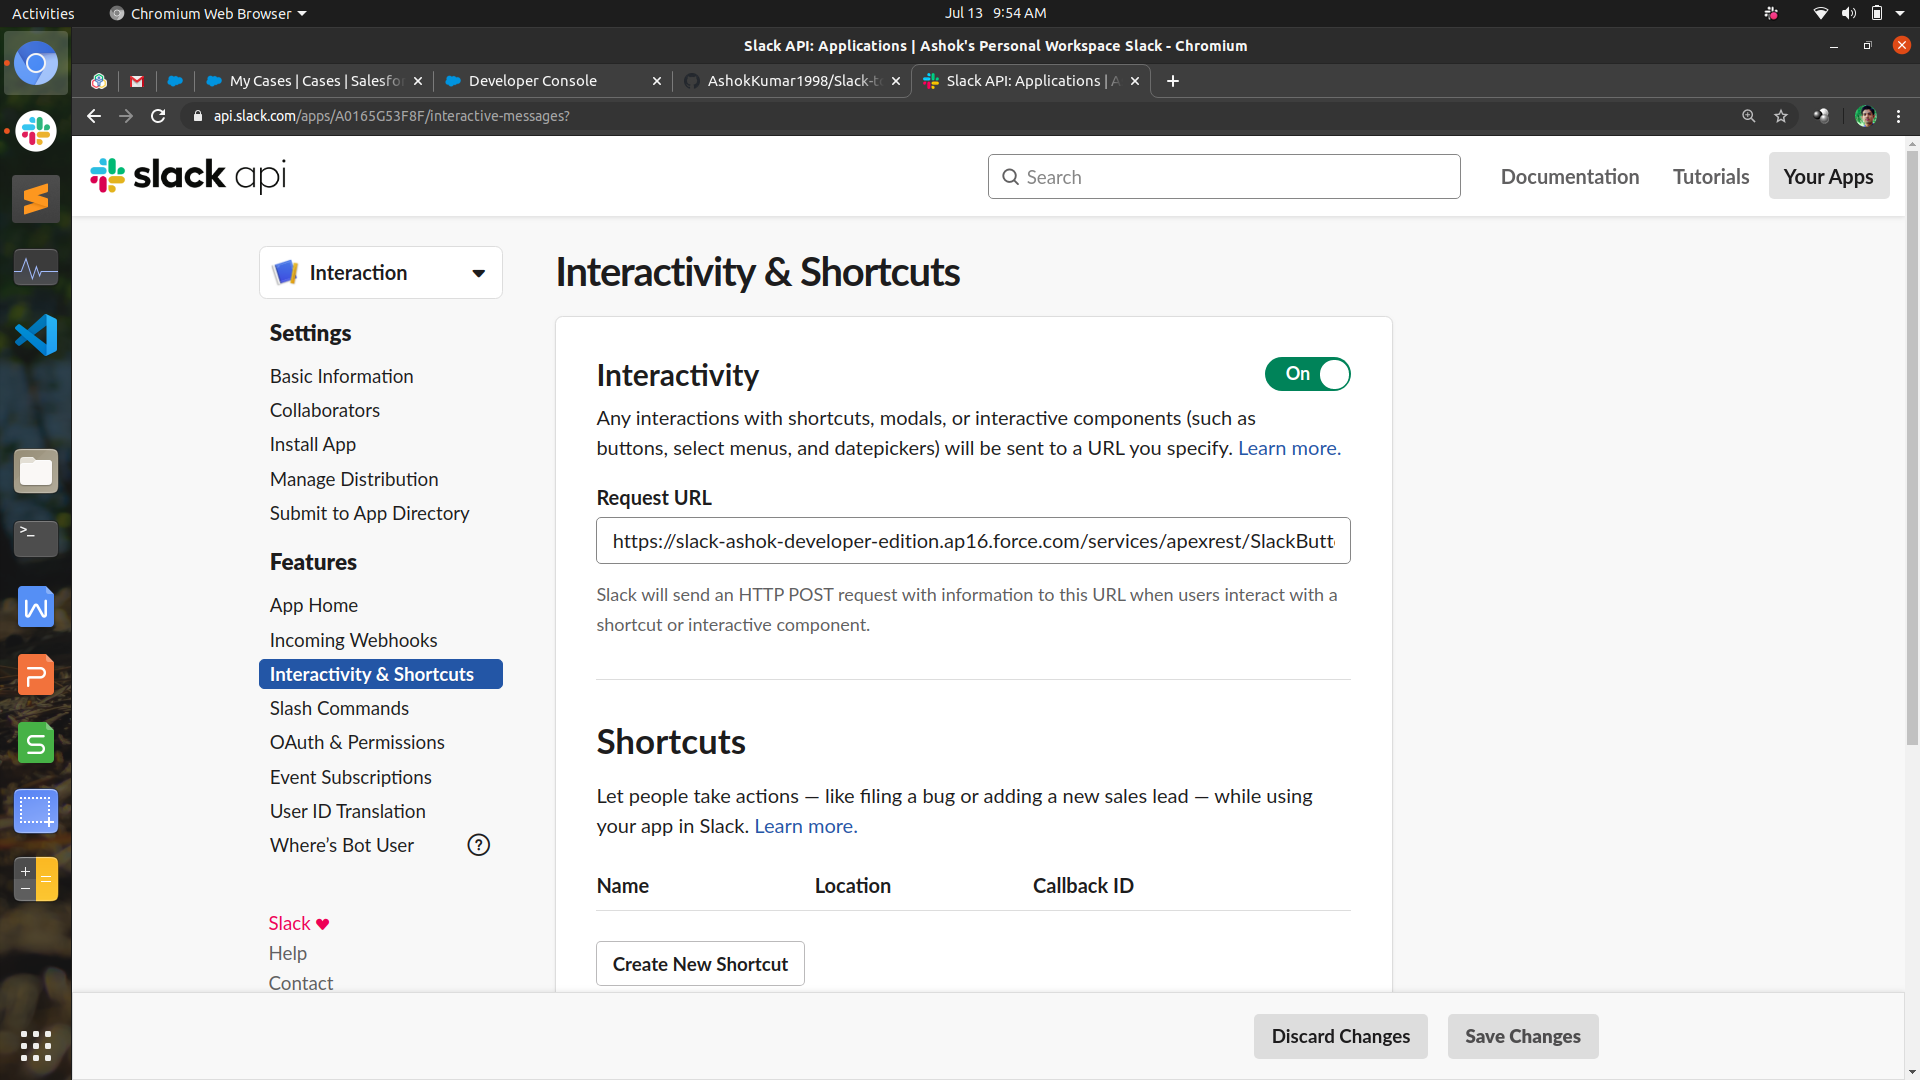 Activities
Chromium Web Browser
Jul 13 9:54 AM
Slack API: Applications | Ashok's Personal Workspace Slack - Chromium
My Cases | Cases | Salesfo
Developer Console
AshokKumar1998/Slack-t
Slack API: Applications | A
api.slack.com/apps/A0165G53F8F/interactive-messages?
slack api
Search
Documentation
Tutorials
Your Apps
Interaction
Settings
Basic Information
Collaborators
Install App
Manage Distribution
Submit to App Directory
Features
App Home
Incoming Webhooks
Interactivity & Shortcuts
Slash Commands
OAuth & Permissions
Event Subscriptions
User ID Translation
Where's Bot User
?
Slack
Help
Contact
Interactivity & Shortcuts
Interactivity
On
Any interactions with shortcuts, modals, or interactive components (such as
buttons, select menus, and datepickers) will be sent to a URL you specify. Learn more.
Request URL
https://slack-ashok-developer-edition.ap16.force.com/services/apexrest/SlackButt
Slack will send an HTTP POST request with information to this URL when users interact with a
shortcut or interactive component.
Shortcuts
Let people take actions — like filing a bug or adding a new sales lead — while using
your app in Slack. Learn more.
Name Location Callback ID
Create New Shortcut
Discard Changes
Save Changes